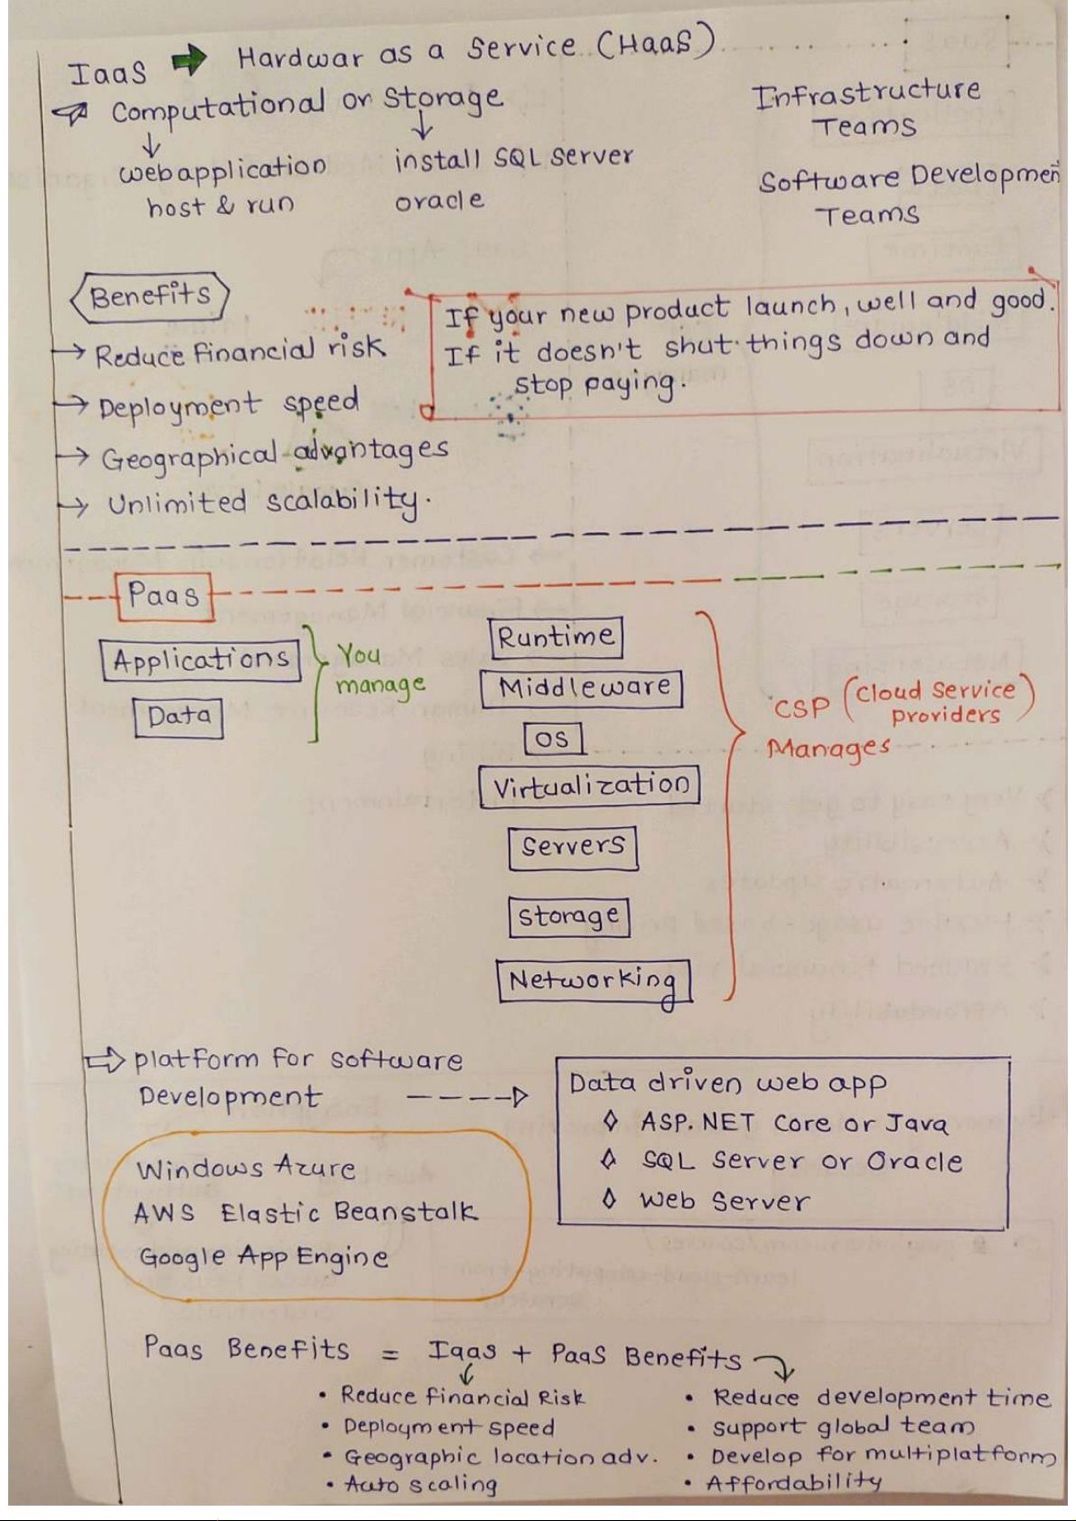 IaaS → Hardwar as a Service (HaaS)
Computational or Storage
Infrastructure
Teams
webapplication
host & run
install SQL Server
oracle
Software Developmen
Teams
Benefits
→ Reduce financial risk
→ Deployment speed
→ Geographical advantages
→ Unlimited scalability.
If your new product launch, well and good.
If it doesn't shut things down and
stop paying.
Paas
Applications
Data
You
manage
Runtime
Middleware
OS
Virtualization
Servers
Storage
Networking
CSP (Cloud Service
providers)
Manages
⇒ platform for software
Development
Data driven web app
◊ ASP.NET Core or Java
◊ SQL Server or Oracle
◊ Web Server
Windows Azure
AWS Elastic Beanstalk
Google App Engine
Paas Benefits = Iaas + PaaS Benefits
• Reduce financial Risk
• Deployment speed
• Geographic location adv.
• Auto scaling
• Reduce development time
• Support global team
• Develop for multiplatform
• Affordability